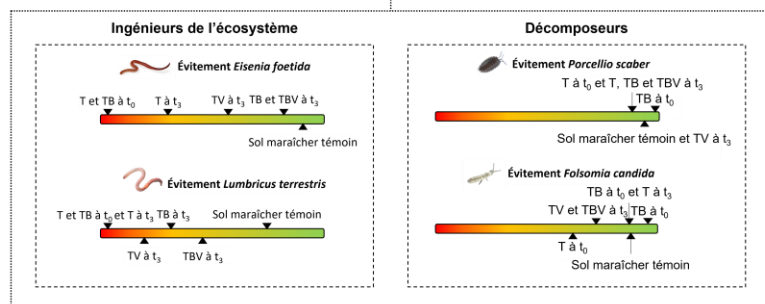 Ingénieurs de l'écosystème
Évitement Eisenia foetida
T et TB à t0
T à t3
TV à t3
TB et TBV à t3
Sol maraîcher témoin
Évitement Lumbricus terrestris
T et TB à t0 et T à t3
TB à t3
Sol maraîcher témoin
TV à t3
TBV à t3
Décomposeurs
Évitement Porcellio scaber
T à t0 et T, TB et TBV à t3
TB à t0
Sol maraîcher témoin et TV à t3
Évitement Folsomia candida
TB à t0 et T à t3
TV et TBV à t3
TB à t0
T à t0
Sol maraîcher témoin